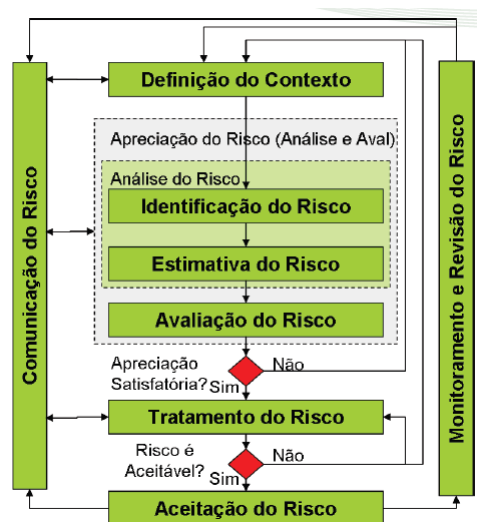 Definição do Contexto
Apreciação do Risco (Análise e Aval)
Análise do Risco
Identificação do Risco
Estimativa do Risco
Avaliação do Risco
Apreciação
Satisfatória?
Não
Sim
Tratamento do Risco
Risco é
Aceitável?
Não
Sim
Aceitação do Risco
Comunicação do Risco
Monitoramento e Revisão do Risco